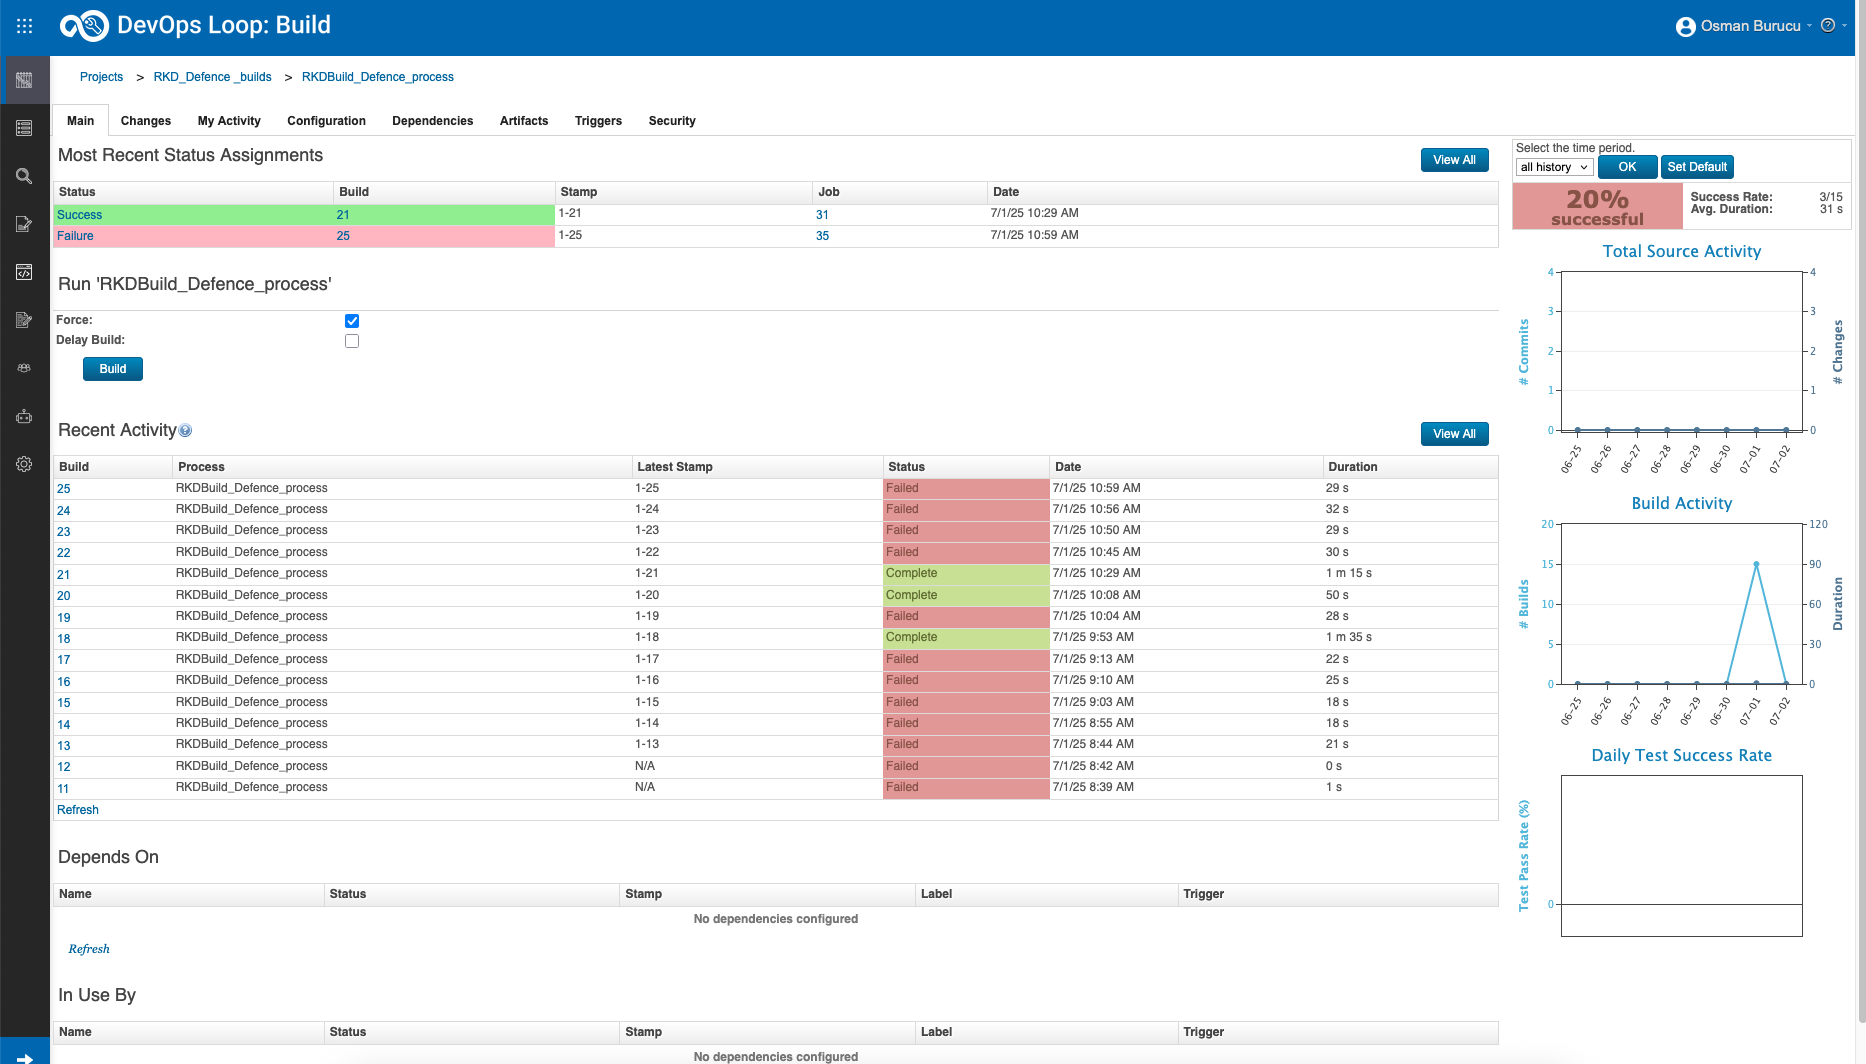 DevOps Loop: Build
Osman Burucu
Projects > RKD_Defence _builds > RKDBuild_Defence_process
Main Changes My Activity Configuration Dependencies Artifacts Triggers Security
Most Recent Status Assignments
View All
Status Build Stamp Job Date
Success 21 1-21 31 7/1/25 10:29 AM
Failure 25 1-25 35 7/1/25 10:59 AM
Run 'RKDBuild_Defence_process'
Force:
Delay Build:
Build
Recent Activity
View All
Build Process Latest Stamp Status Date Duration
25 RKDBuild_Defence_process 1-25 Failed 7/1/25 10:59 AM 29 s
24 RKDBuild_Defence_process 1-24 Failed 7/1/25 10:56 AM 32 s
23 RKDBuild_Defence_process 1-23 Failed 7/1/25 10:50 AM 29 s
22 RKDBuild_Defence_process 1-22 Failed 7/1/25 10:45 AM 30 s
21 RKDBuild_Defence_process 1-21 Complete 7/1/25 10:29 AM 1 m 15 s
20 RKDBuild_Defence_process 1-20 Complete 7/1/25 10:08 AM 50 s
19 RKDBuild_Defence_process 1-19 Failed 7/1/25 10:04 AM 28 s
18 RKDBuild_Defence_process 1-18 Complete 7/1/25 9:53 AM 1 m 35 s
17 RKDBuild_Defence_process 1-17 Failed 7/1/25 9:13 AM 22 s
16 RKDBuild_Defence_process 1-16 Failed 7/1/25 9:10 AM 25 s
15 RKDBuild_Defence_process 1-15 Failed 7/1/25 9:03 AM 18 s
14 RKDBuild_Defence_process 1-14 Failed 7/1/25 8:55 AM 18 s
13 RKDBuild_Defence_process 1-13 Failed 7/1/25 8:44 AM 21 s
12 RKDBuild_Defence_process N/A Failed 7/1/25 8:42 AM 0 s
11 RKDBuild_Defence_process N/A Failed 7/1/25 8:39 AM 1 s
Refresh
Depends On
Name Status Stamp Label Trigger
No dependencies configured
Refresh
In Use By
Name Status Stamp Label Trigger
No dependencies configured
Select the time period.
all history OK Set Default
20%
successful
Success Rate: 3/15
Avg. Duration: 31 s
Total Source Activity
4 4
3 3
2 2
1 1
0 0
# Commits
# Changes
06-25 06-26 06-27 06-28 06-29 06-30 07-01 07-02
Build Activity
20 120
15 90
10 60
5 30
0 0
# Builds
Duration
06-25 06-26 06-27 06-28 06-29 06-30 07-01 07-02
Daily Test Success Rate
Test Pass Rate (%)
0